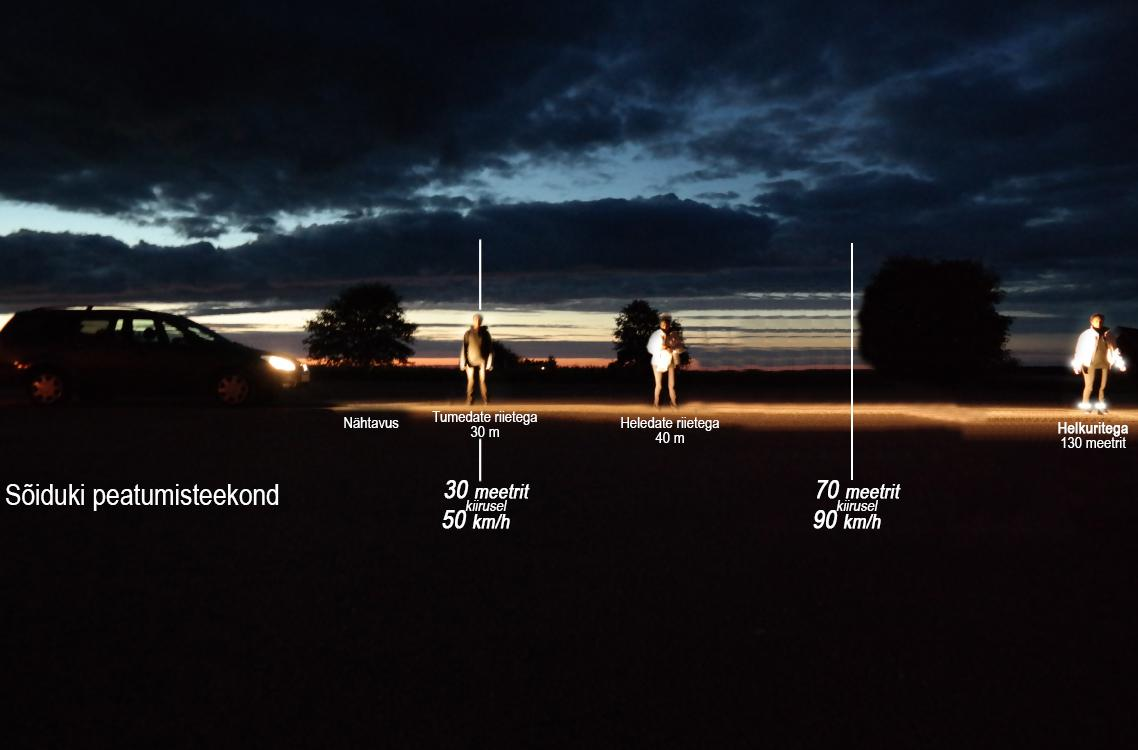 Nähtavus
Tumedate riietega
30 m
Heledate riietega
40 m
Helkuritega
130 meetrit
Sõiduki peatumisteekond
30 meetrit
kiirusel
50 km/h
70 meetrit
kiirusel
90 km/h